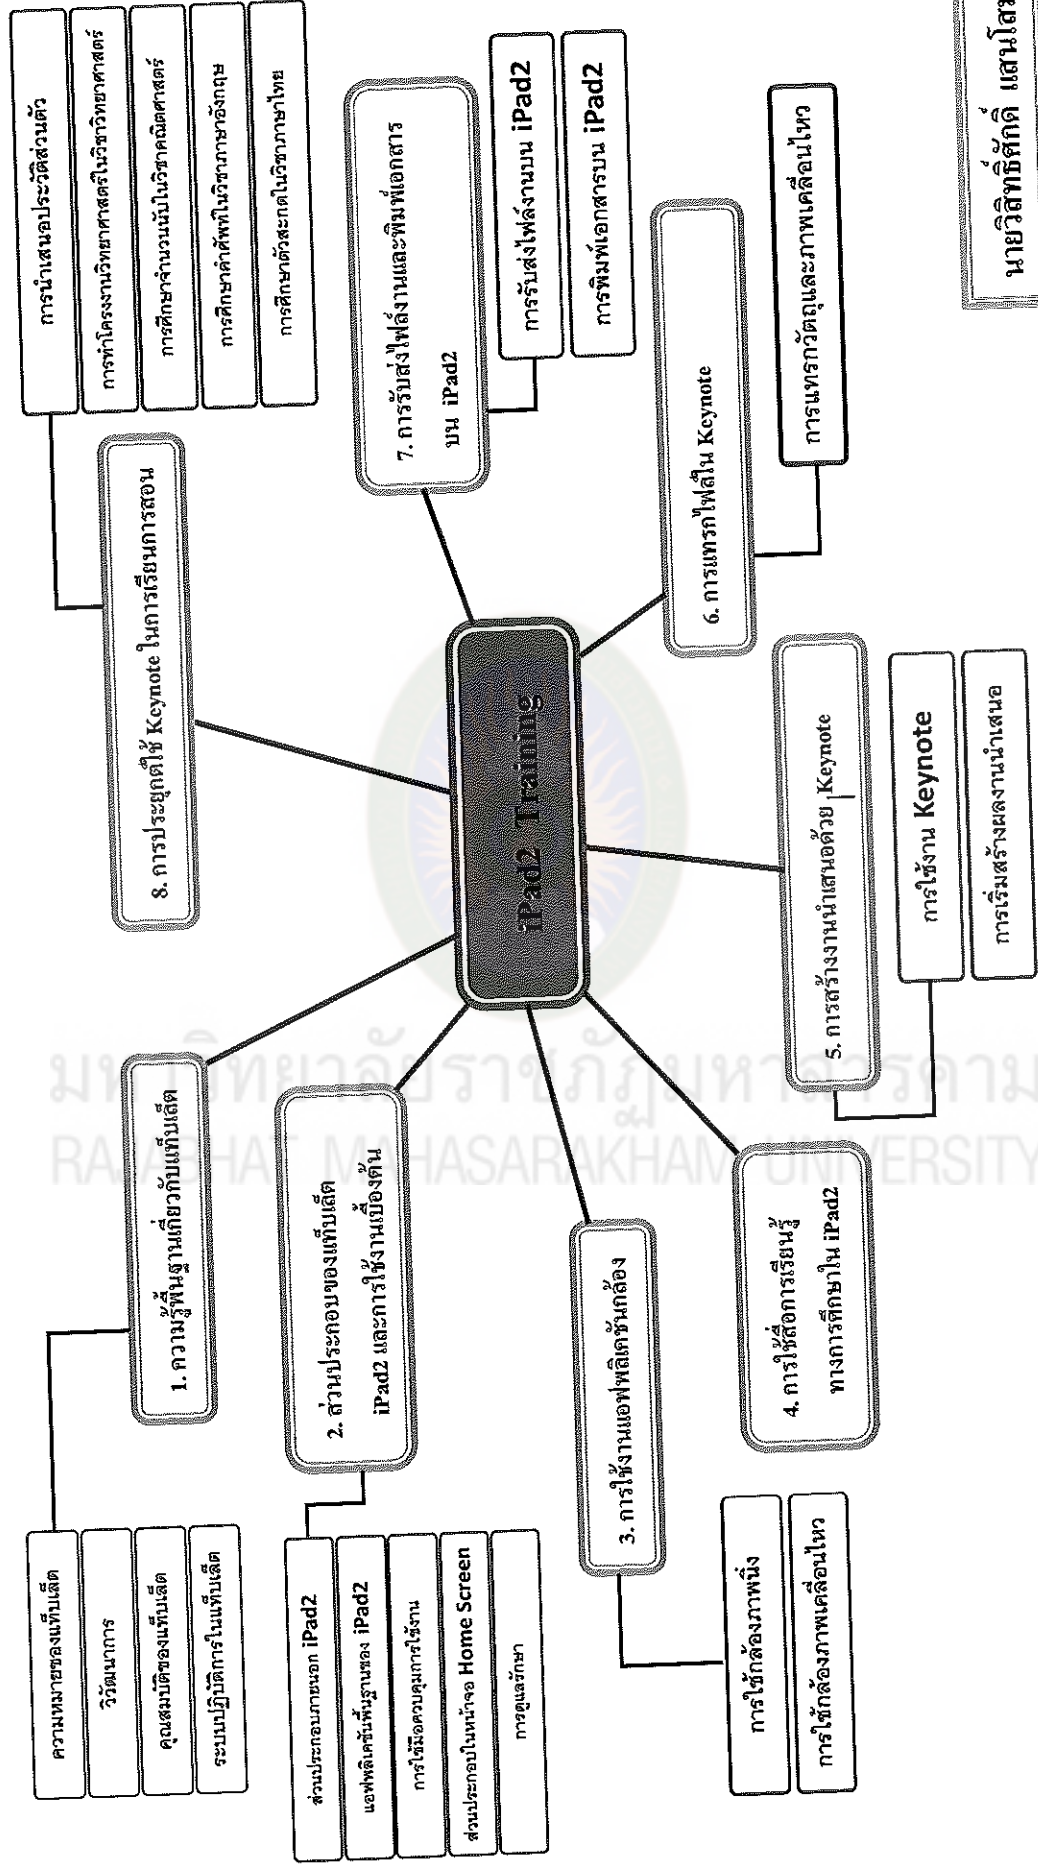 iPad2 Training
1. ความรู้พื้นฐานเกี่ยวกับแท็บเล็ต
ความหมายของแท็บเล็ต
วิวัฒนาการ
คุณสมบัติของแท็บเล็ต
ระบบปฏิบัติการในแท็บเล็ต
2. ส่วนประกอบของแท็บเล็ต
iPad2 และการใช้งานเบื้องต้น
ส่วนประกอบภายนอก iPad2
แอฟพลิเคชันพื้นฐานของ iPad2
การใช้มือควบคุมการใช้งาน
ส่วนประกอบในหน้าจอ Home Screen
การดูแลรักษา
3. การใช้งานแอฟพลิเคชันกล้อง
การใช้กล้องภาพนิ่ง
การใช้กล้องภาพเคลื่อนไหว
4. การใช้สื่อการเรียนรู้
ทางการศึกษาใน iPad2
5. การสร้างงานนำเสนอด้วย Keynote
การใช้งาน Keynote
การเริ่มสร้างผลงานนำเสนอ
6. การแทรกไฟล์ใน Keynote
การแทรกวัตถุและภาพเคลื่อนไหว
7. การรับส่งไฟล์งานและพิมพ์เอกสาร
บน iPad2
การรับส่งไฟล์งานบน iPad2
การพิมพ์เอกสารบน iPad2
8. การประยุกต์ใช้ Keynote ในการเรียนการสอน
การนำเสนอประวัติส่วนตัว
การทำโครงงานวิทยาศาสตร์ในวิชาวิทยาศาสตร์
การศึกษาจำนวนนับในวิชาคณิตศาสตร์
การศึกษาคำศัพท์ในวิชาภาษาอังกฤษ
การศึกษาตัวสะกดในวิชาภาษาไทย
นายวิสิทธิ์ศักดิ์ แสนโสม
มหาวิทยาลัยราชภัฏมหาสารคาม
RAJABHAT MAHASARAKHAM UNIVERSITY